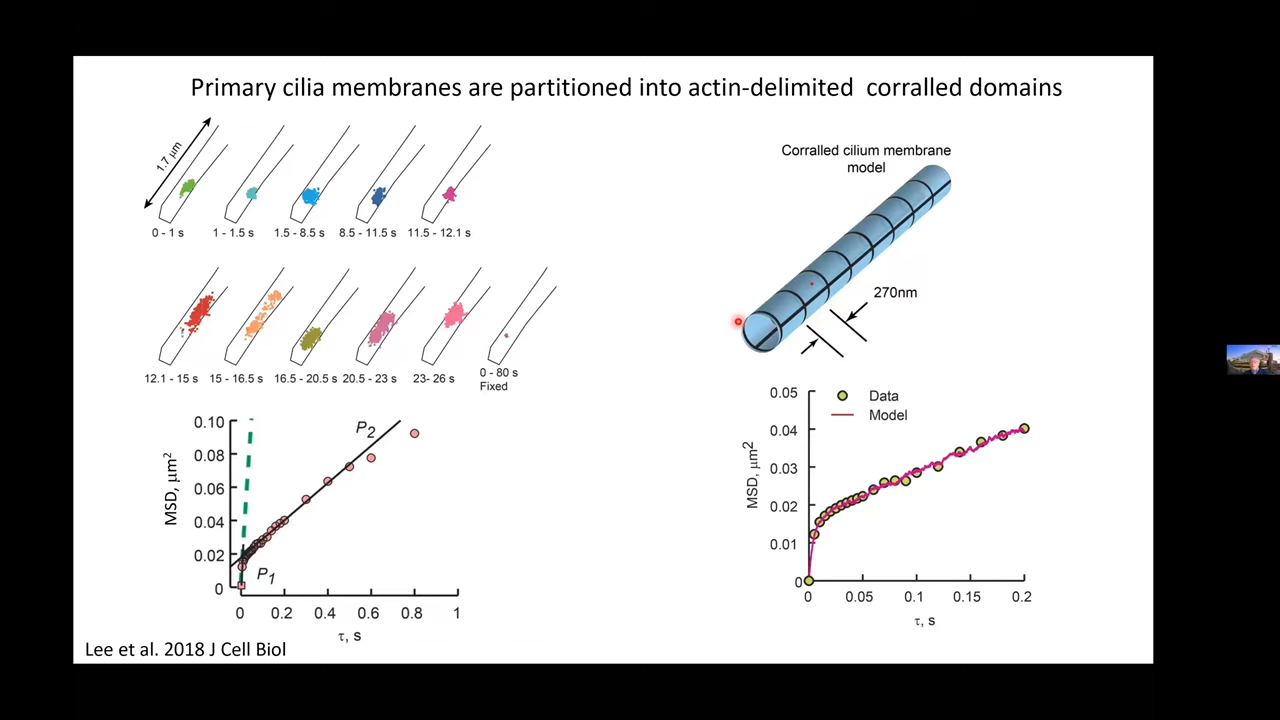 Primary cilia membranes are partitioned into actin-delimited  corralled domains
1.7 μm
0 - 1 s
1 - 1.5 s
1.5 - 8.5 s
8.5 - 11.5 s
11.5 - 12.1 s
12.1 - 15 s
15 - 16.5 s
16.5 - 20.5 s
20.5 - 23 s
23- 26 s
0 - 80 s
Fixed
Corralled cilium membrane
model
270nm
0.10
0.08
0.06
0.04
0.02
0
MSD, μm²
P₂
P₁
0 0.2 0.4 0.6 0.8 1
τ, s
0.05
0.04
0.03
0.02
0.01
0
MSD, μm²
Data
Model
0 0.05 0.1 0.15 0.2
τ, s
Lee et al. 2018 J Cell Biol